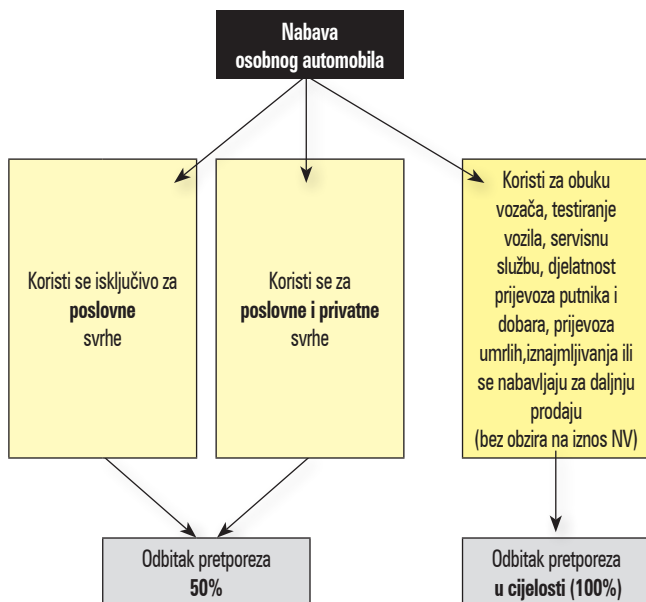 Nabava
osobnog automobila
Koristi se isključivo za
poslovne
svrhe
Koristi se za
poslovne i privatne
svrhe
Koristi za obuku
vozača, testiranje
vozila, servisnu
službu, djelatnost
prijevoza putnika i
dobara, prijevoza
umrlih,iznajmljivanja ili
se nabavljaju za daljnju
prodaju
(bez obzira na iznos NV)
Odbitak pretporeza
50%
Odbitak pretporeza
u cijelosti (100%)